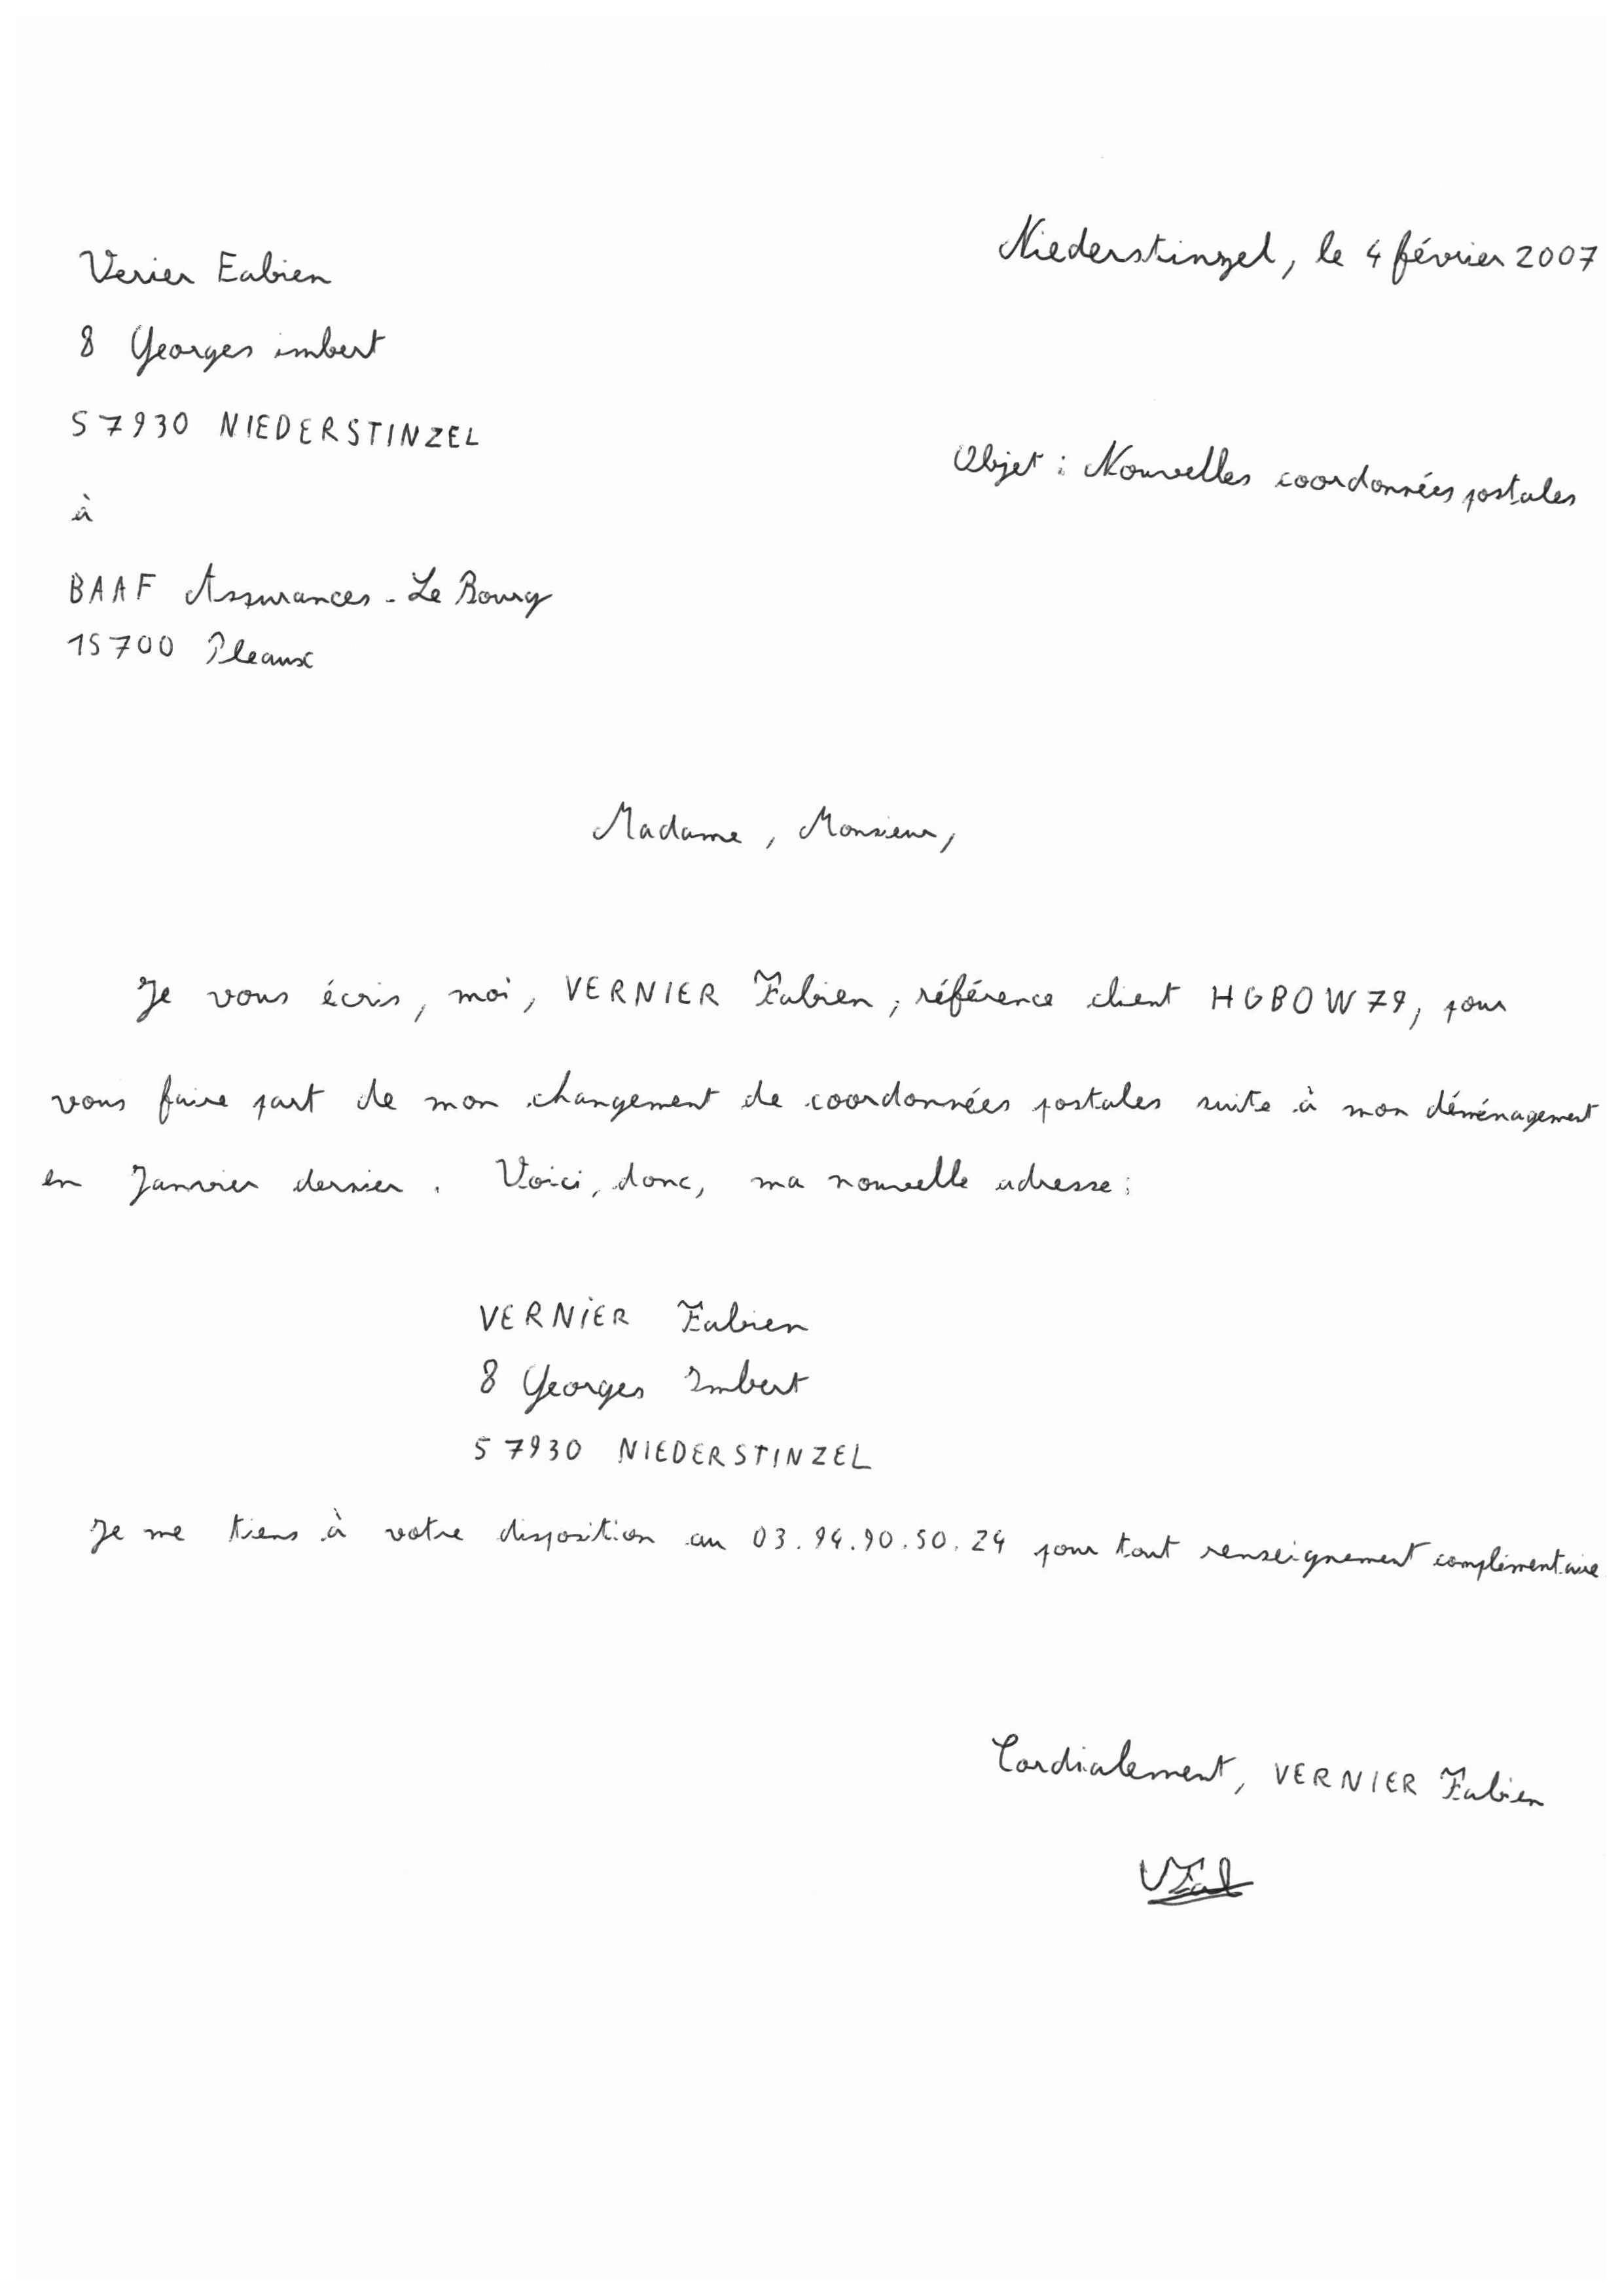 Verier Eabien
Niederstinzel, le 4 février 2007
8 Georges imbert
57930 NIEDERSTINZEL
Objet : Nouvelles coordonnées postales
à
BAAF Assurances - Le Bourg
15700 Pleaux
Madame, Monsieur,
Je vous écris, moi, VERNIER Fabien, référence client HGBOW79, pour
vous faire part de mon changement de coordonnées postales suite à mon déménagement
en Janvier dernier. Voici, donc, ma nouvelle adresse :
VERNIER Fabien
8 Georges Imbert
57930 NIEDERSTINZEL
Je me tiens à votre disposition au 03.94.90.50.24 pour tout renseignement complémentaire
Cordialement, VERNIER Fabien
VFab